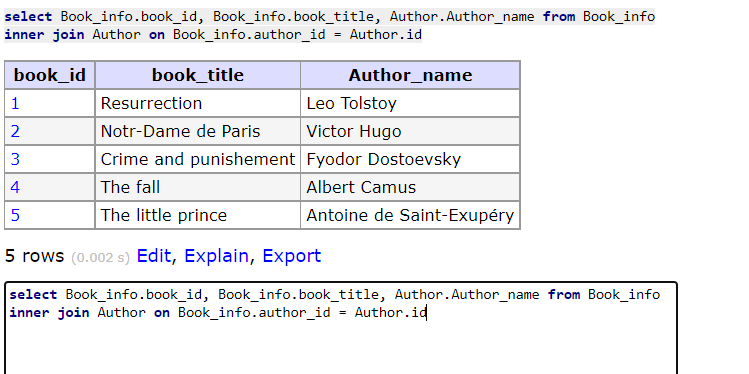 select Book_info.book_id, Book_info.book_title, Author.Author_name from Book_info
inner join Author on Book_info.author_id = Author.id
book_id book_title Author_name
1 Resurrection Leo Tolstoy
2 Notr-Dame de Paris Victor Hugo
3 Crime and punishement Fyodor Dostoevsky
4 The fall Albert Camus
5 The little prince Antoine de Saint-Exupéry
5 rows (0.002 s) Edit, Explain, Export
select Book_info.book_id, Book_info.book_title, Author.Author_name from Book_info
inner join Author on Book_info.author_id = Author.id